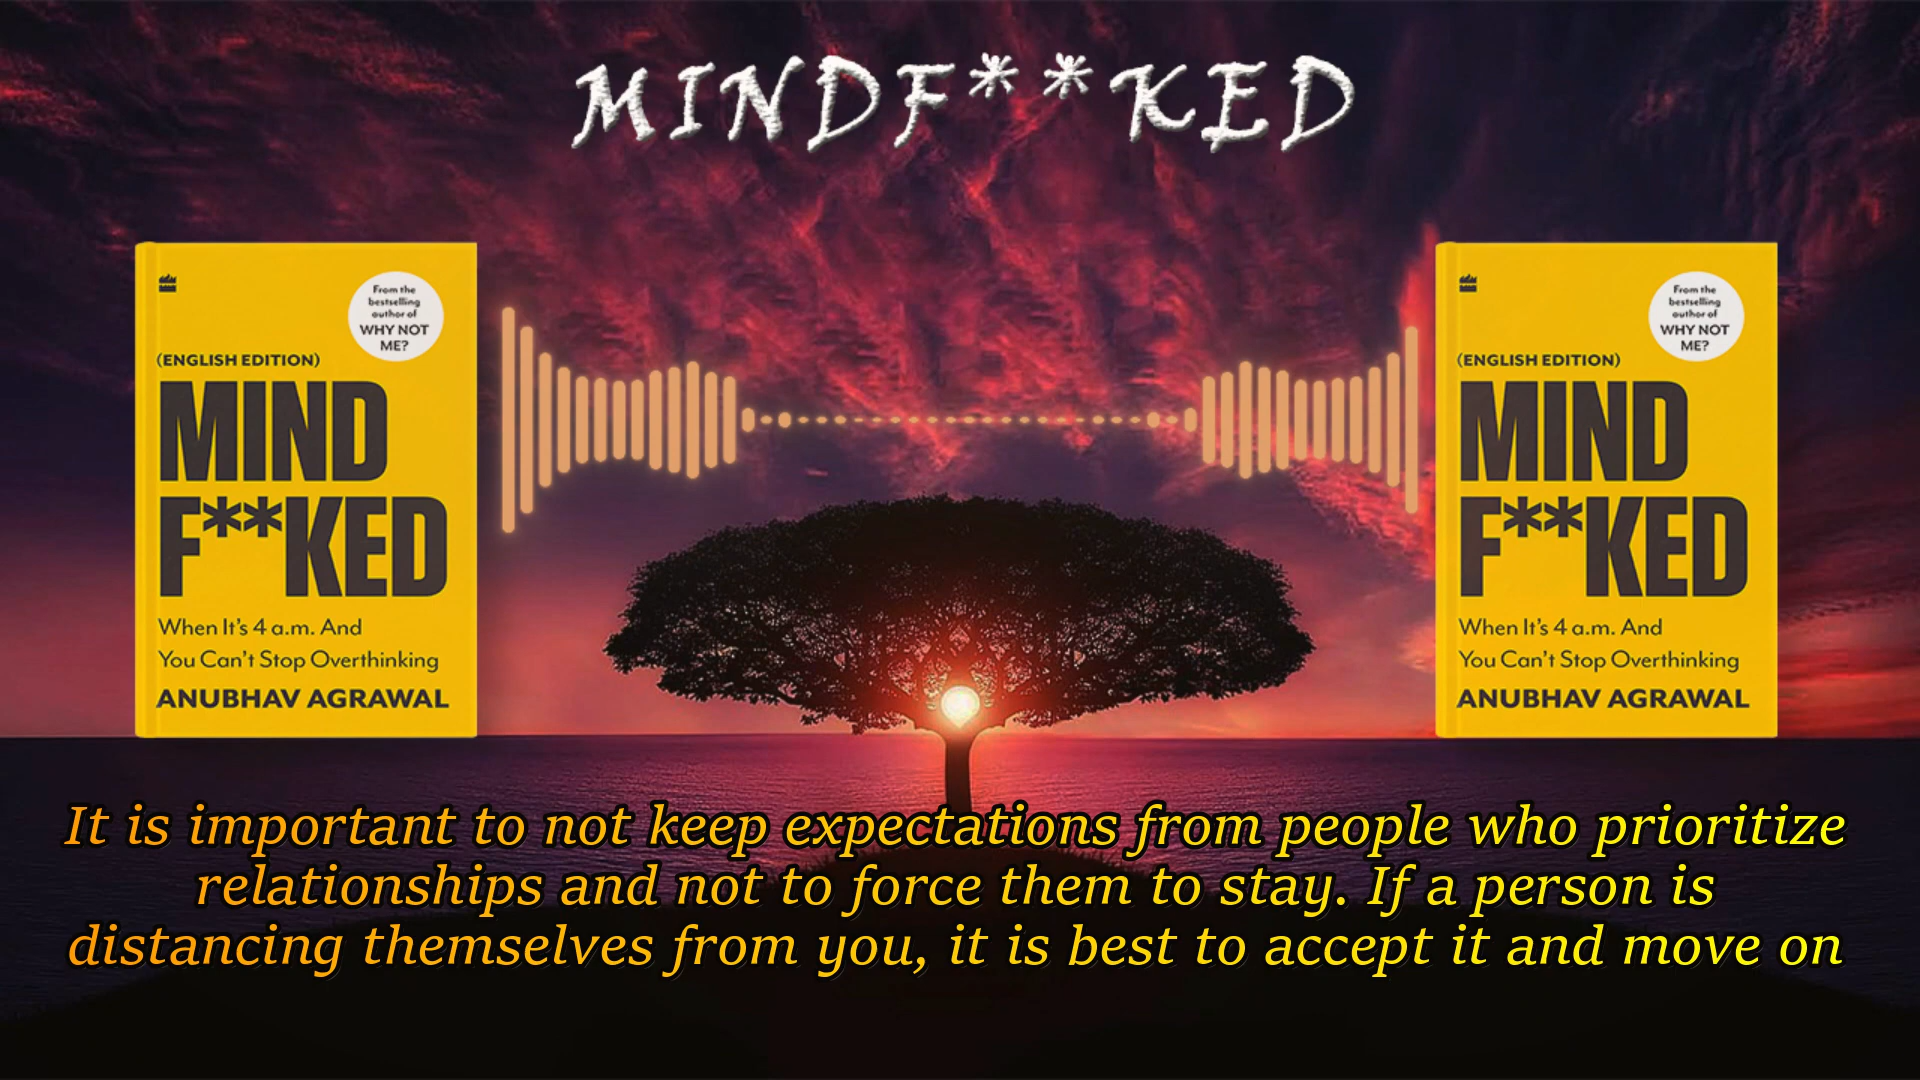 MINDF**KED
From the
bestselling
author of
WHY NOT
ME?
(ENGLISH EDITION)
MIND
F**KED
When It's 4 a.m. And
You Can't Stop Overthinking
ANUBHAV AGRAWAL
From the
bestselling
author of
WHY NOT
ME?
(ENGLISH EDITION)
MIND
F**KED
When It's 4 a.m. And
You Can't Stop Overthinking
ANUBHAV AGRAWAL
It is important to not keep expectations from people who prioritize
relationships and not to force them to stay. If a person is
distancing themselves from you, it is best to accept it and move on